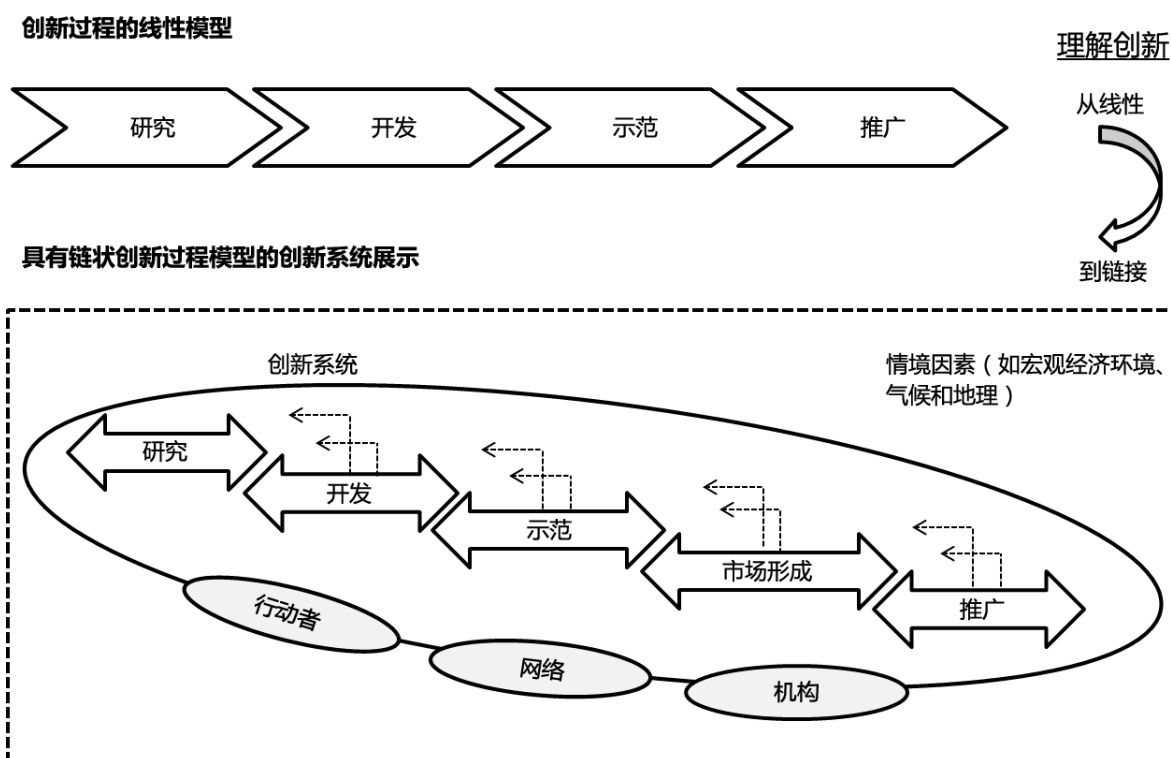 创新过程的线性模型
理解创新
研究
开发
示范
推广
从线性
到链接
具有链状创新过程模型的创新系统展示
创新系统
情境因素（如宏观经济环境、
气候和地理）
研究
开发
示范
市场形成
推广
行动者
网络
机构